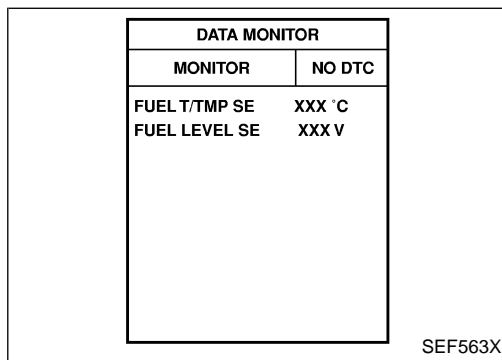 DATA MONITOR
MONITOR NO DTC
FUEL T/TMP SE XXX °C
FUEL LEVEL SE XXX V
SEF563X